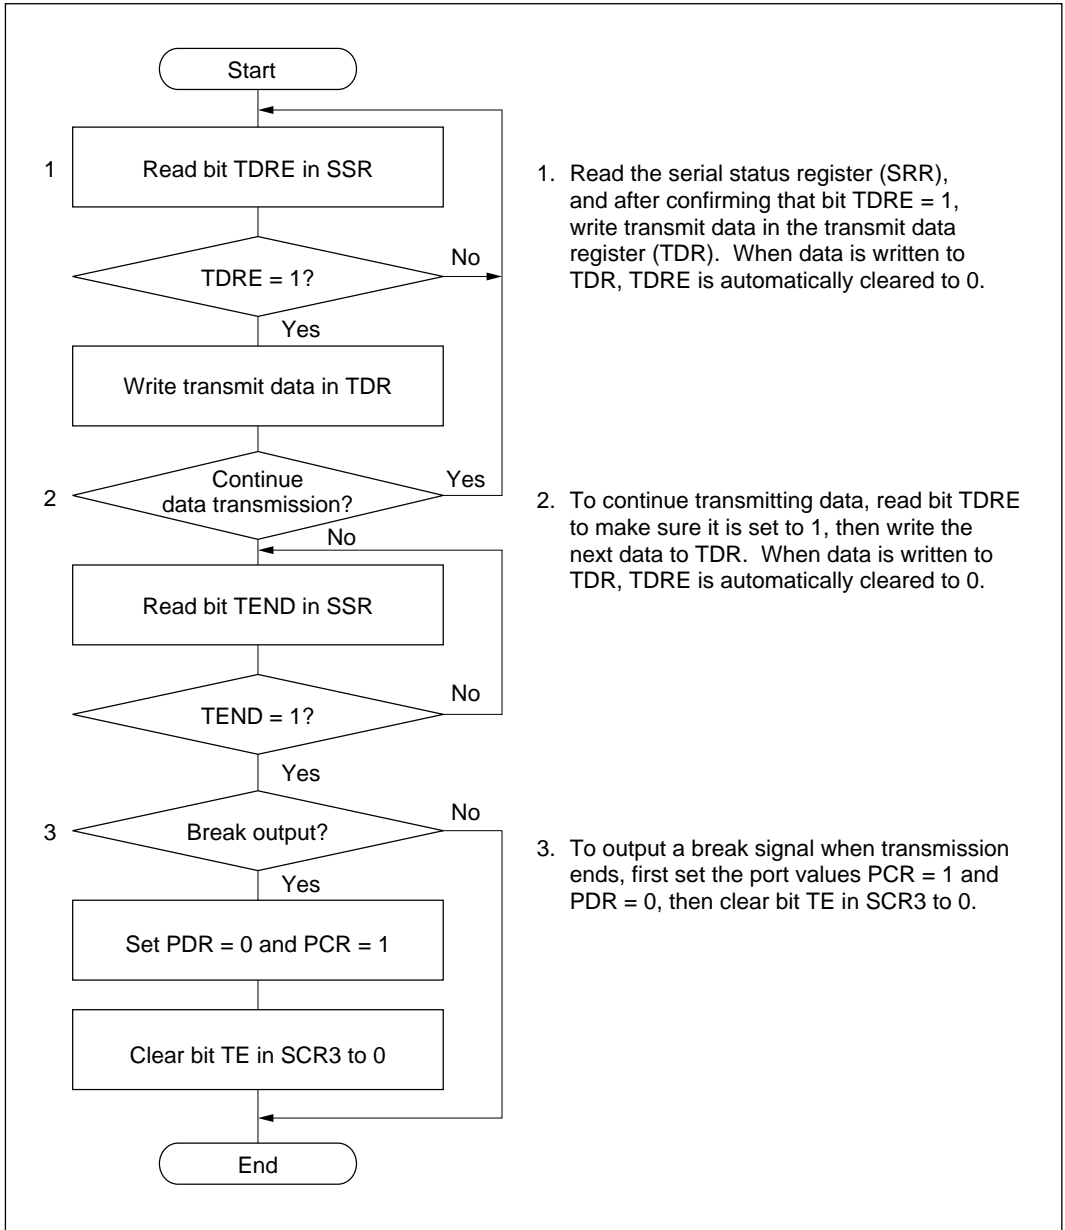 Start
1
Read bit TDRE in SSR
TDRE = 1?
No
Yes
Write transmit data in TDR
2
Continue
data transmission?
Yes
No
Read bit TEND in SSR
TEND = 1?
No
Yes
3
Break output?
No
Yes
Set PDR = 0 and PCR = 1
Clear bit TE in SCR3 to 0
End
1. Read the serial status register (SRR),
and after confirming that bit TDRE = 1,
write transmit data in the transmit data
register (TDR). When data is written to
TDR, TDRE is automatically cleared to 0.
2. To continue transmitting data, read bit TDRE
to make sure it is set to 1, then write the
next data to TDR. When data is written to
TDR, TDRE is automatically cleared to 0.
3. To output a break signal when transmission
ends, first set the port values PCR = 1 and
PDR = 0, then clear bit TE in SCR3 to 0.